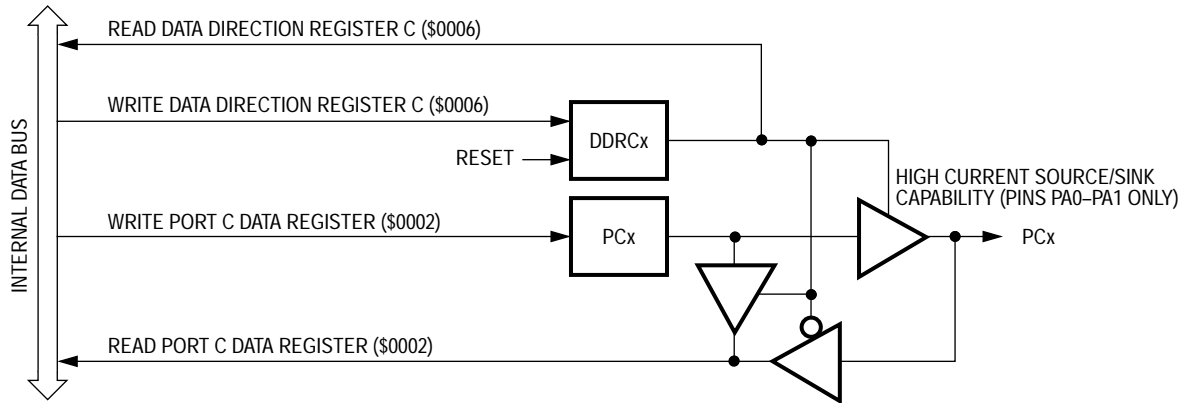 READ DATA DIRECTION REGISTER C ($0006)
WRITE DATA DIRECTION REGISTER C ($0006)
DDRCx
RESET
HIGH CURRENT SOURCE/SINK
CAPABILITY (PINS PA0–PA1 ONLY)
WRITE PORT C DATA REGISTER ($0002)
PCx
PCx
INTERNAL DATA BUS
READ PORT C DATA REGISTER ($0002)